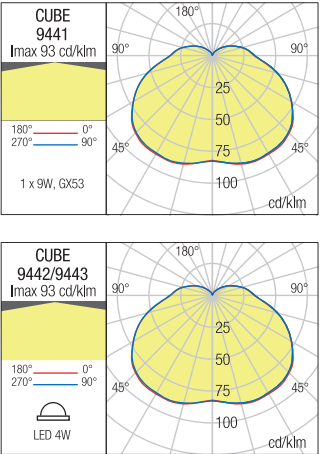 CUBE
9441
Imax 93 cd/klm
180° 0°
270° 90°
1 x 9W, GX53
180°
90° 90°
25
50
45° 45°
75
100
cd/klm
CUBE
9442/9443
Imax 93 cd/klm
180° 0°
270° 90°
LED 4W
180°
90° 90°
25
50
45° 45°
75
100
cd/klm